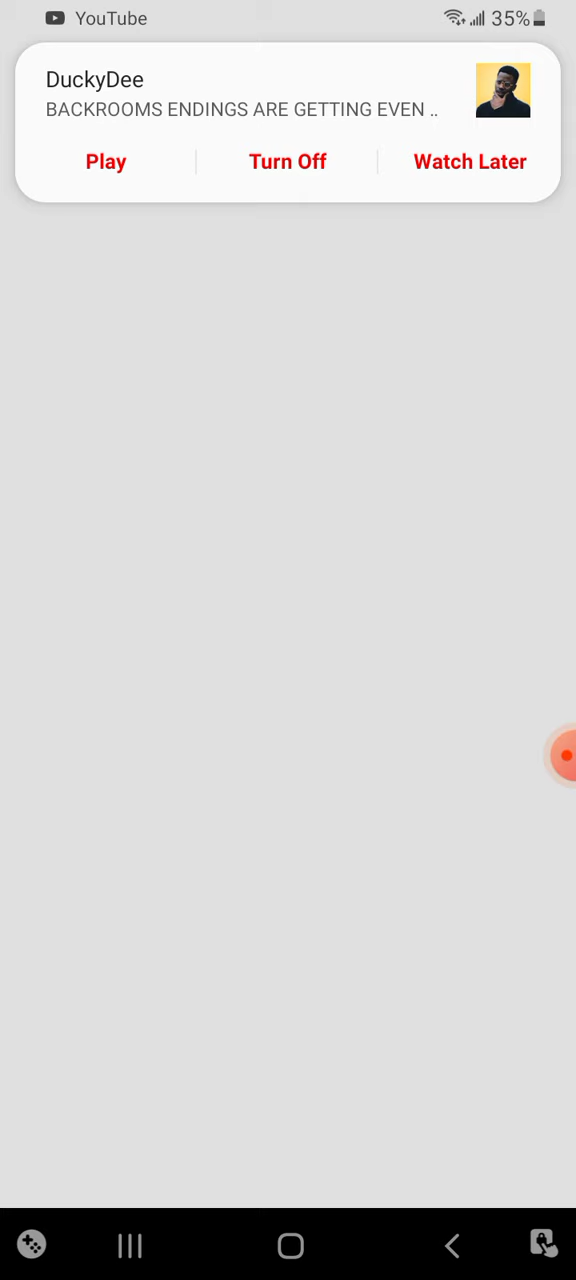 YouTube
35%
DuckyDee
BACKROOMS ENDINGS ARE GETTING EVEN ..
Play
Turn Off
Watch Later